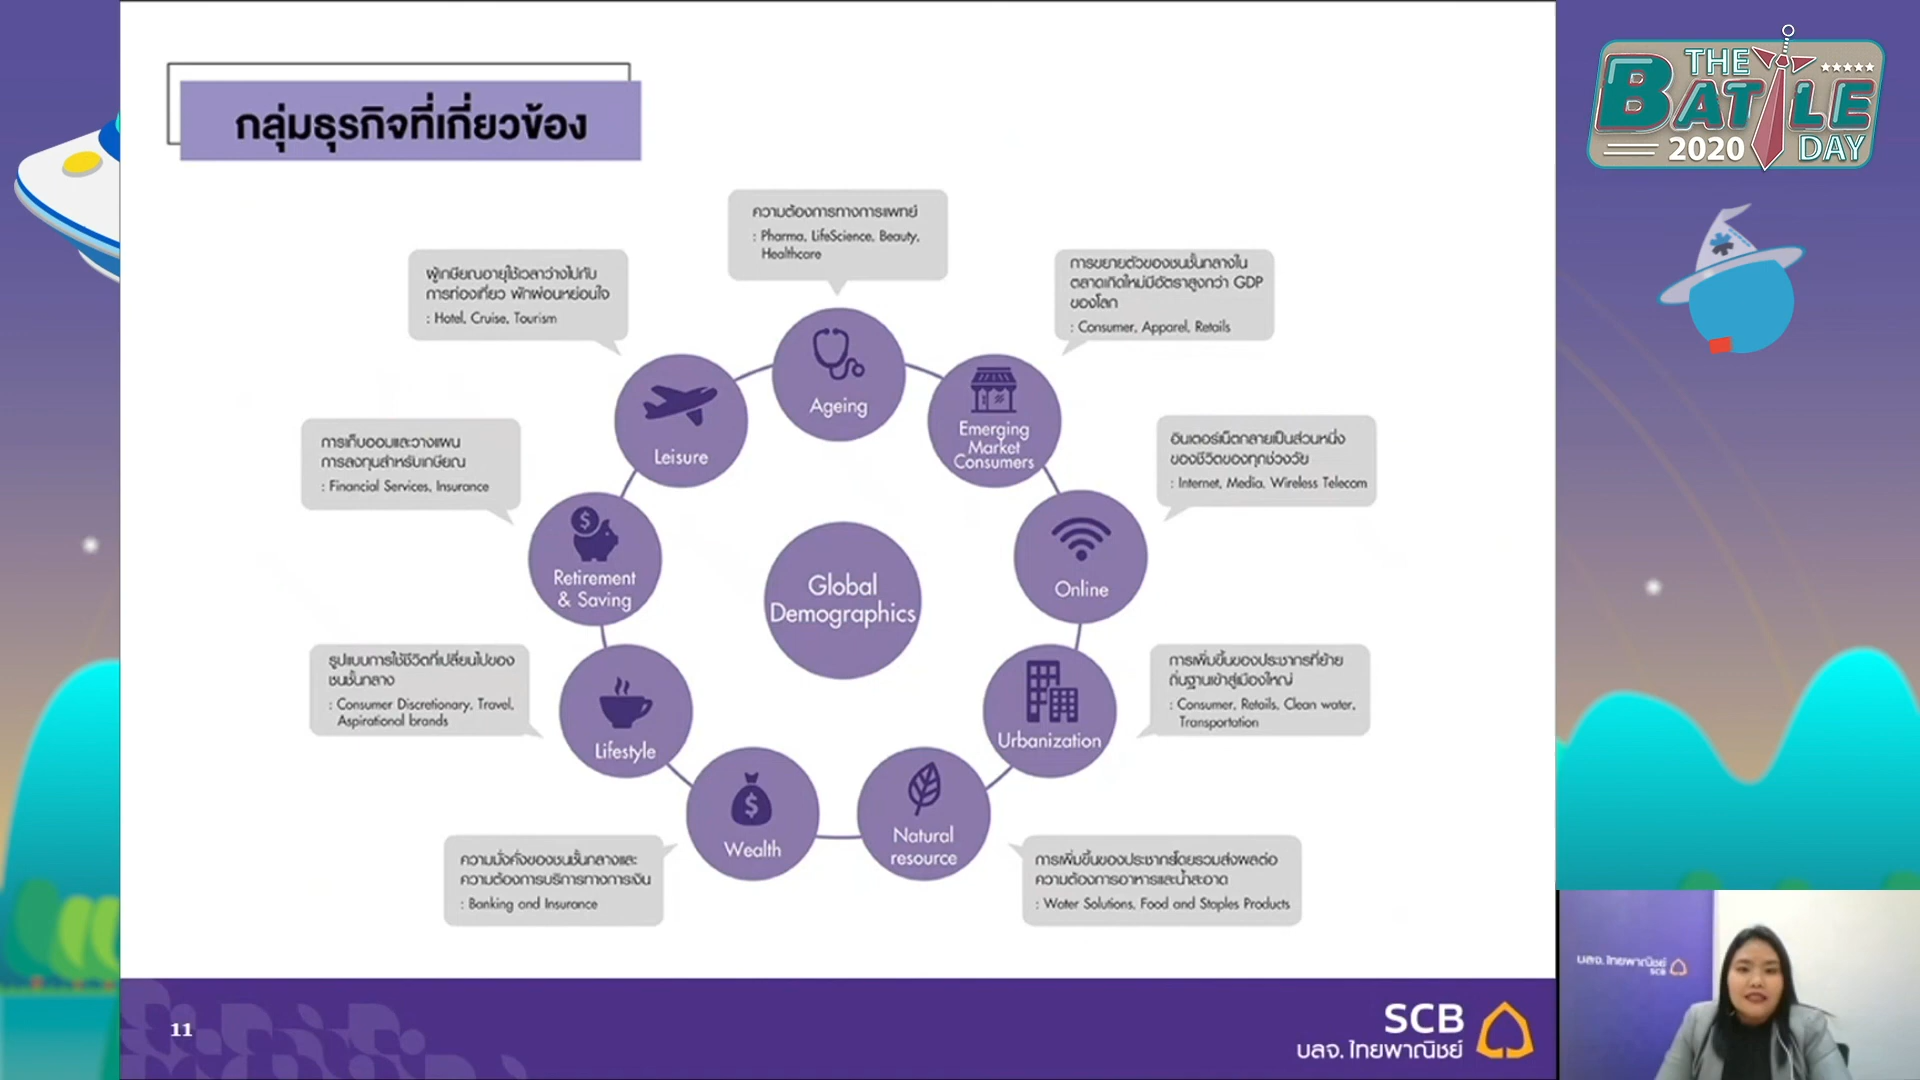 กลุ่มธุรกิจที่เกี่ยวข้อง
THE
BATTLE
2020 DAY
ความต้องการทางการแพทย์
: Pharma, LifeScience, Beauty,
Healthcare
ผู้เกษียณอายุใช้เวลาว่างไปกับ
การท่องเที่ยว พักผ่อนหย่อนใจ
: Hotel, Cruise, Tourism
การขยายตัวของชนชั้นกลางใน
ตลาดเกิดใหม่มีอัตราสูงกว่า GDP
ของโลก
: Consumer, Apparel, Retails
Ageing
Leisure
Emerging
Market
Consumers
การเก็บออมและวางแผน
การลงทุนสำหรับเกษียณ
: Financial Services, Insurance
อินเตอร์เน็ตกลายเป็นส่วนหนึ่ง
ของชีวิตของทุกช่วงวัย
: Internet, Media, Wireless Telecom
Retirement
& Saving
Global
Demographics
Online
รูปแบบการใช้ชีวิตที่เปลี่ยนไปของ
ชนชั้นกลาง
: Consumer Discretionary, Travel,
Aspirational brands
การเพิ่มขึ้นของประชากรที่ย้าย
ถิ่นฐานเข้าสู่เมืองใหญ่
: Consumer, Retails, Clean water,
Transportation
Lifestyle
Urbanization
Wealth
Natural
resource
ความมั่งคั่งของชนชั้นกลางและ
ความต้องการบริการทางการเงิน
: Banking and Insurance
การเพิ่มขึ้นของประชากรโดยรวมส่งผลต่อ
ความต้องการอาหารและน้ำสะอาด
: Water Solutions, Food and Staples Products
11
SCB
บลจ. ไทยพาณิชย์
บลจ. ไทยพาณิชย์
SCB